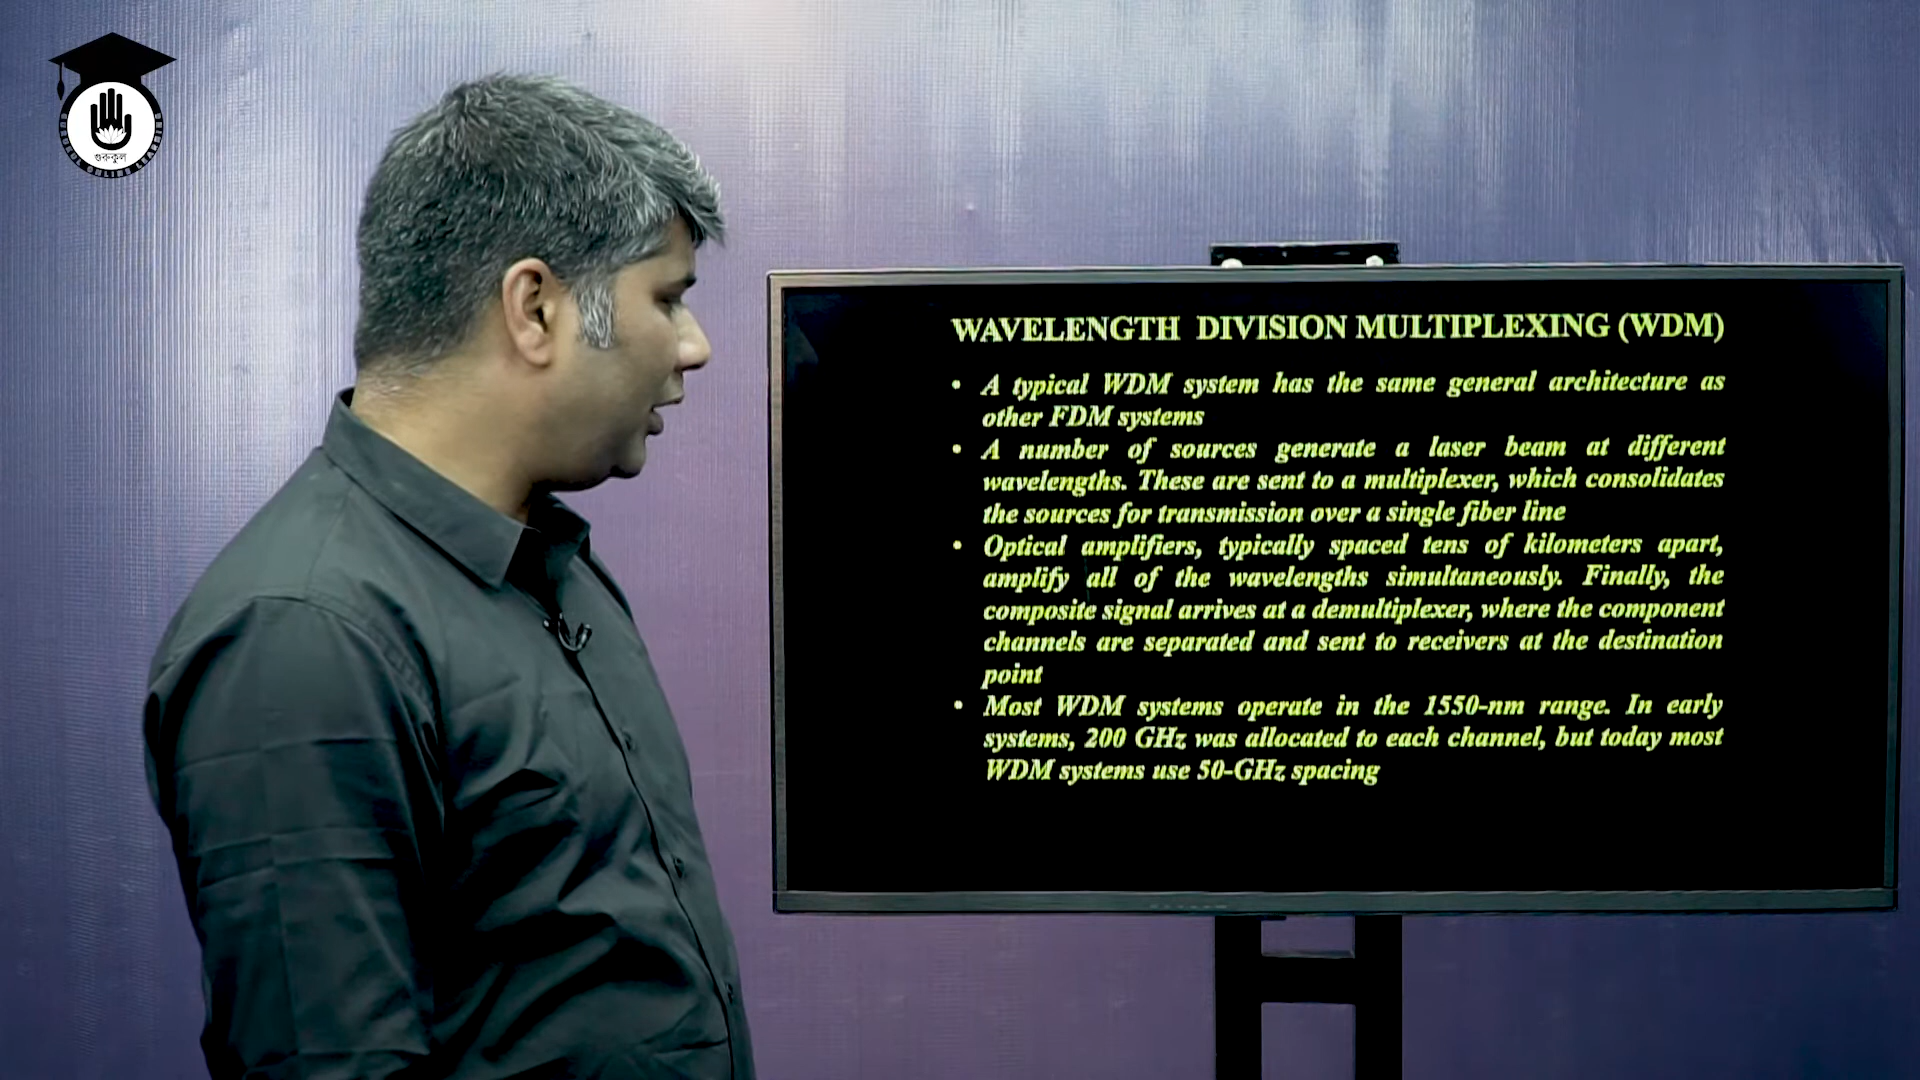 গুরুকুল
GURUKUL ONLINE LEARNING
WAVELENGTH DIVISION MULTIPLEXING (WDM)
• A typical WDM system has the same general architecture as
other FDM systems
• A number of sources generate a laser beam at different
wavelengths. These are sent to a multiplexer, which consolidates
the sources for transmission over a single fiber line
• Optical amplifiers, typically spaced tens of kilometers apart,
amplify all of the wavelengths simultaneously. Finally, the
composite signal arrives at a demultiplexer, where the component
channels are separated and sent to receivers at the destination
point
• Most WDM systems operate in the 1550-nm range. In early
systems, 200 GHz was allocated to each channel, but today most
WDM systems use 50-GHz spacing